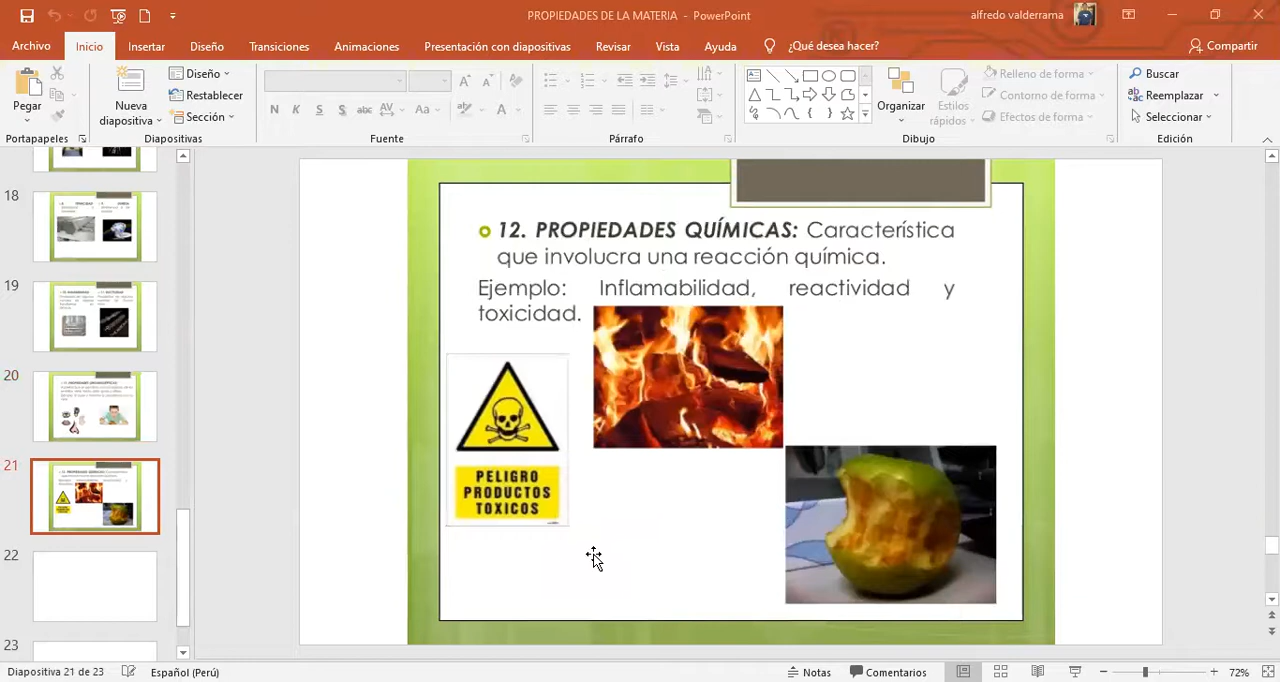 PROPIEDADES DE LA MATERIA - PowerPoint
alfredo valderrama
Archivo Inicio Insertar Diseño Transiciones Animaciones Presentación con diapositivas Revisar Vista Ayuda ¿Qué desea hacer? Compartir
Pegar
Nueva diapositiva
Diseño
Restablecer
Sección
N K S S abc AV Aa A
Organizar
Estilos rápidos
Relleno de forma
Contorno de forma
Efectos de forma
Buscar
Reemplazar
Seleccionar
Portapapeles Diapositivas Fuente Párrafo Dibujo Edición
18
19
20
21
22
23
12. PROPIEDADES QUÍMICAS: Característica
que involucra una reacción química.
Ejemplo: Inflamabilidad, reactividad y
toxicidad.
PELIGRO
PRODUCTOS
TOXICOS
Diapositiva 21 de 23 Español (Perú) Notas Comentarios 72%